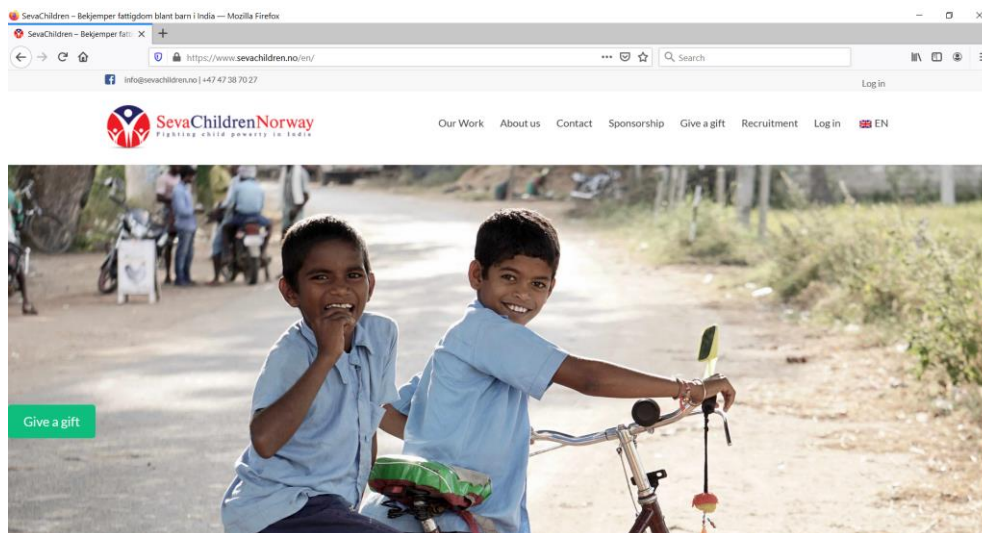 SevaChildren – Bekjemper fattigdom blant barn i India — Mozilla Firefox
SevaChildren – Bekjemper fatti
https://www.sevachildren.no/en/
Search
info@sevachildren.no | +47 47 38 70 27
Log in
SevaChildrenNorway
Fighting child poverty in India
Our Work About us Contact Sponsorship Give a gift Recruitment Log in EN
Give a gift